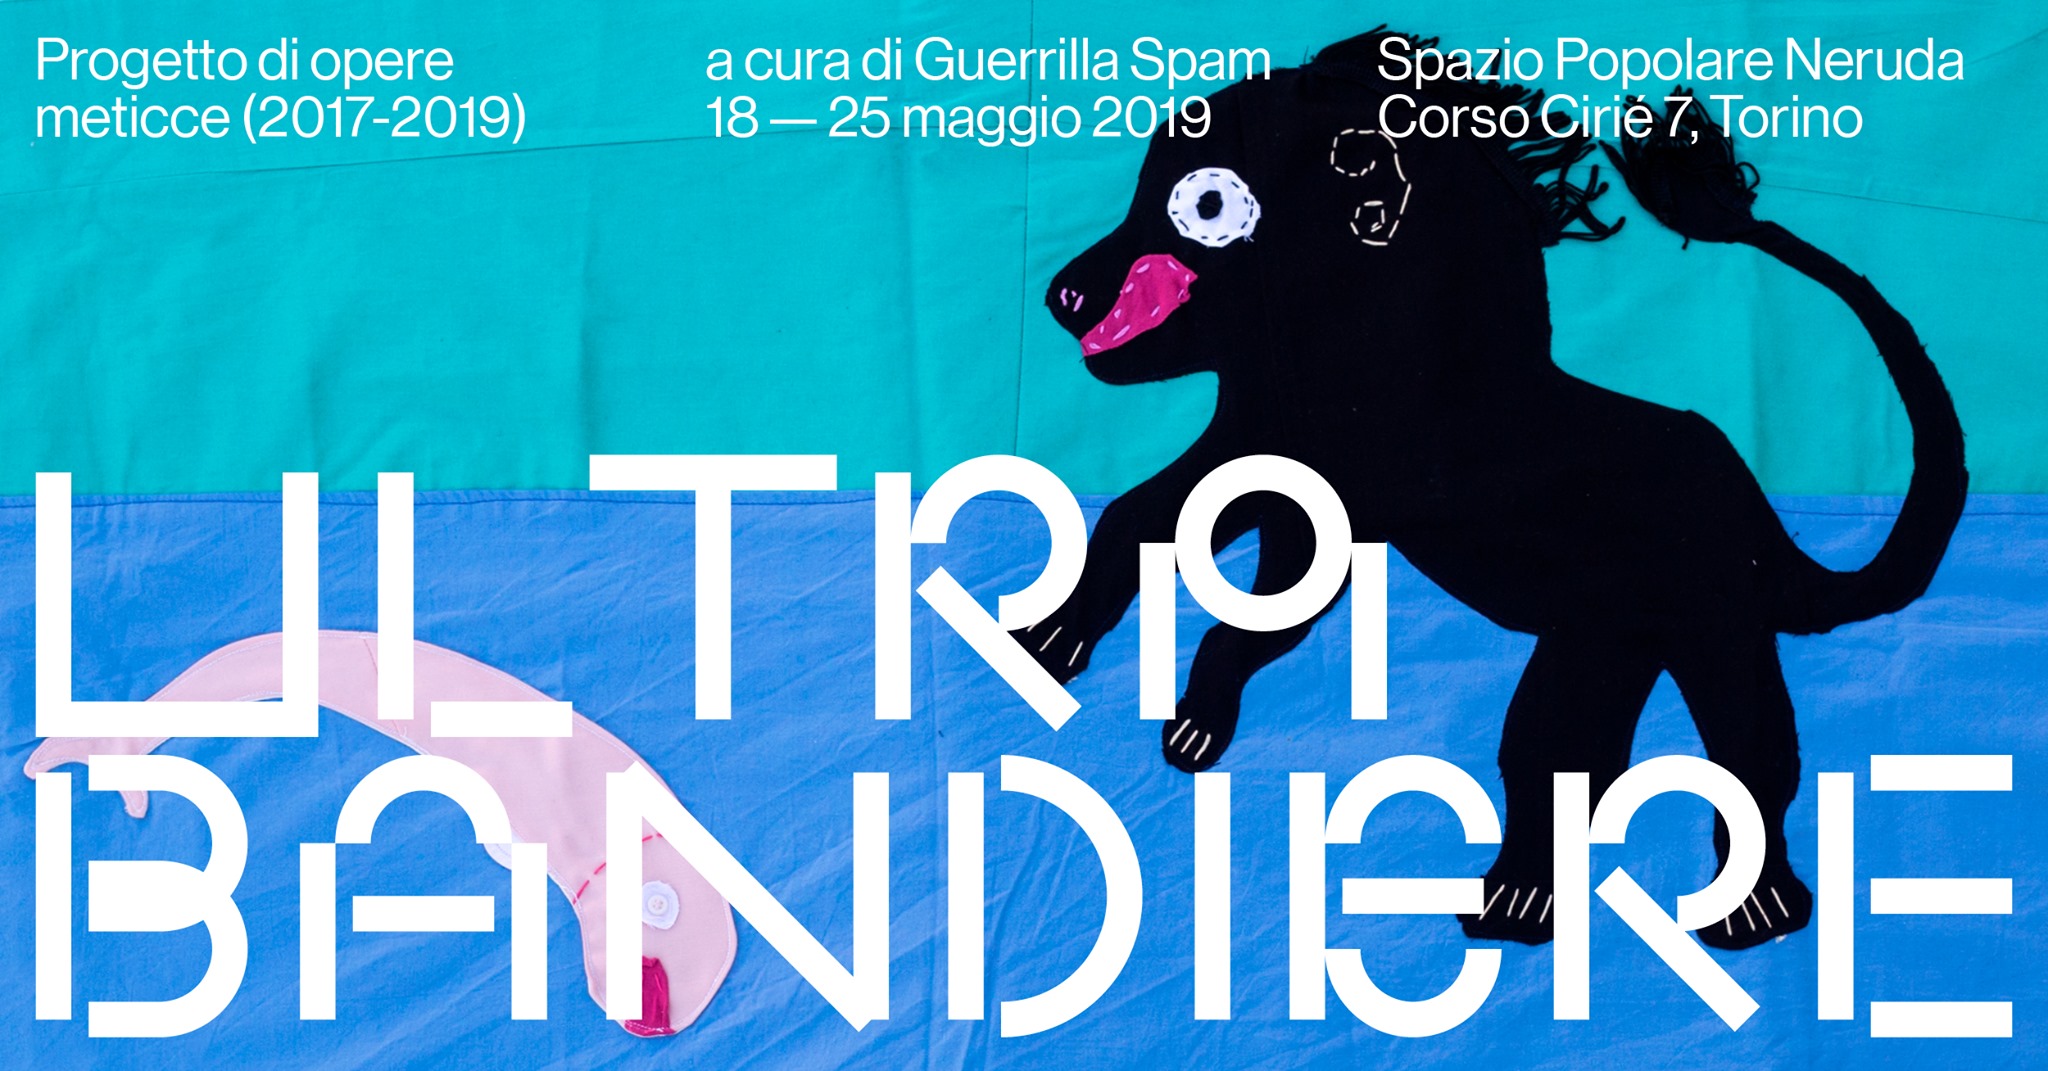 Progetto di opere
meticce (2017-2019)
a cura di Guerrilla Spam
18 — 25 maggio 2019
Spazio Popolare Neruda
Corso Cirié 7, Torino
ULTRA
BANDIERE